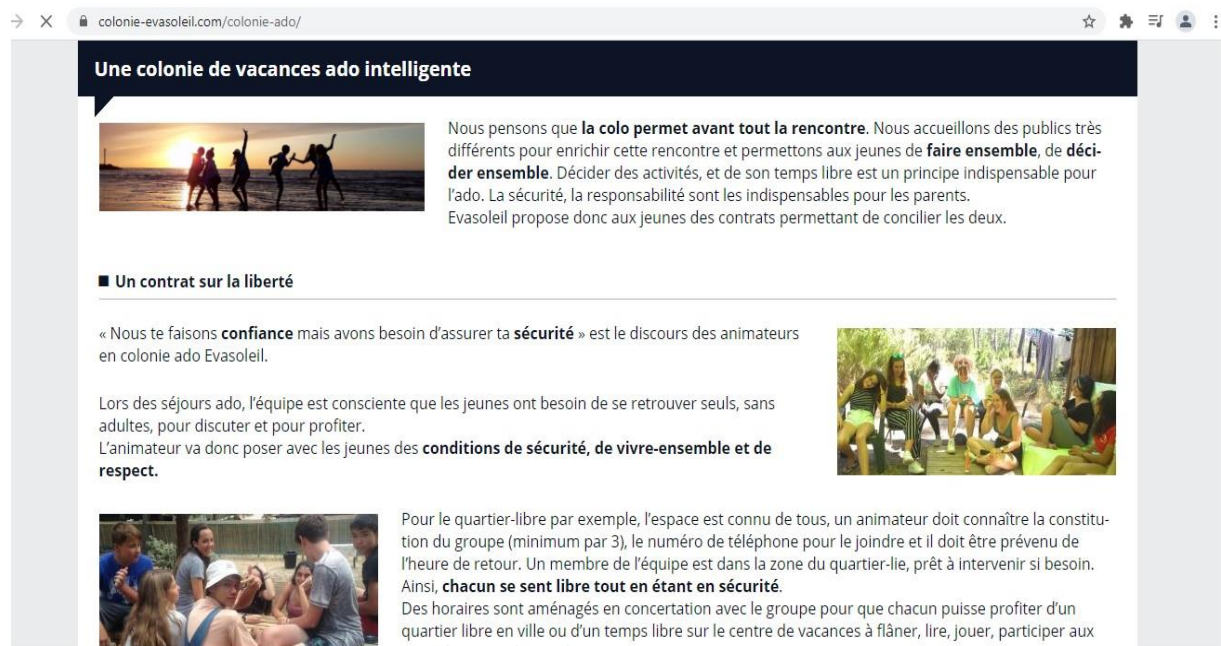 colonie-evasoleil.com/colonie-ado/
Une colonie de vacances ado intelligente
Nous pensons que la colo permet avant tout la rencontre. Nous accueillons des publics très
différents pour enrichir cette rencontre et permettons aux jeunes de faire ensemble, de déci-
der ensemble. Décider des activités, et de son temps libre est un principe indispensable pour
l'ado. La sécurité, la responsabilité sont les indispensables pour les parents.
Evasoleil propose donc aux jeunes des contrats permettant de concilier les deux.
Un contrat sur la liberté
« Nous te faisons confiance mais avons besoin d'assurer ta sécurité » est le discours des animateurs
en colonie ado Evasoleil.
Lors des séjours ado, l'équipe est consciente que les jeunes ont besoin de se retrouver seuls, sans
adultes, pour discuter et pour profiter.
L'animateur va donc poser avec les jeunes des conditions de sécurité, de vivre-ensemble et de
respect.
Pour le quartier-libre par exemple, l'espace est connu de tous, un animateur doit connaître la constitu-
tion du groupe (minimum par 3), le numéro de téléphone pour le joindre et il doit être prévenu de
l'heure de retour. Un membre de l'équipe est dans la zone du quartier-lie, prêt à intervenir si besoin.
Ainsi, chacun se sent libre tout en étant en sécurité.
Des horaires sont aménagés en concertation avec le groupe pour que chacun puisse profiter d'un
quartier libre en ville ou d'un temps libre sur le centre de vacances à flâner, lire, jouer, participer aux